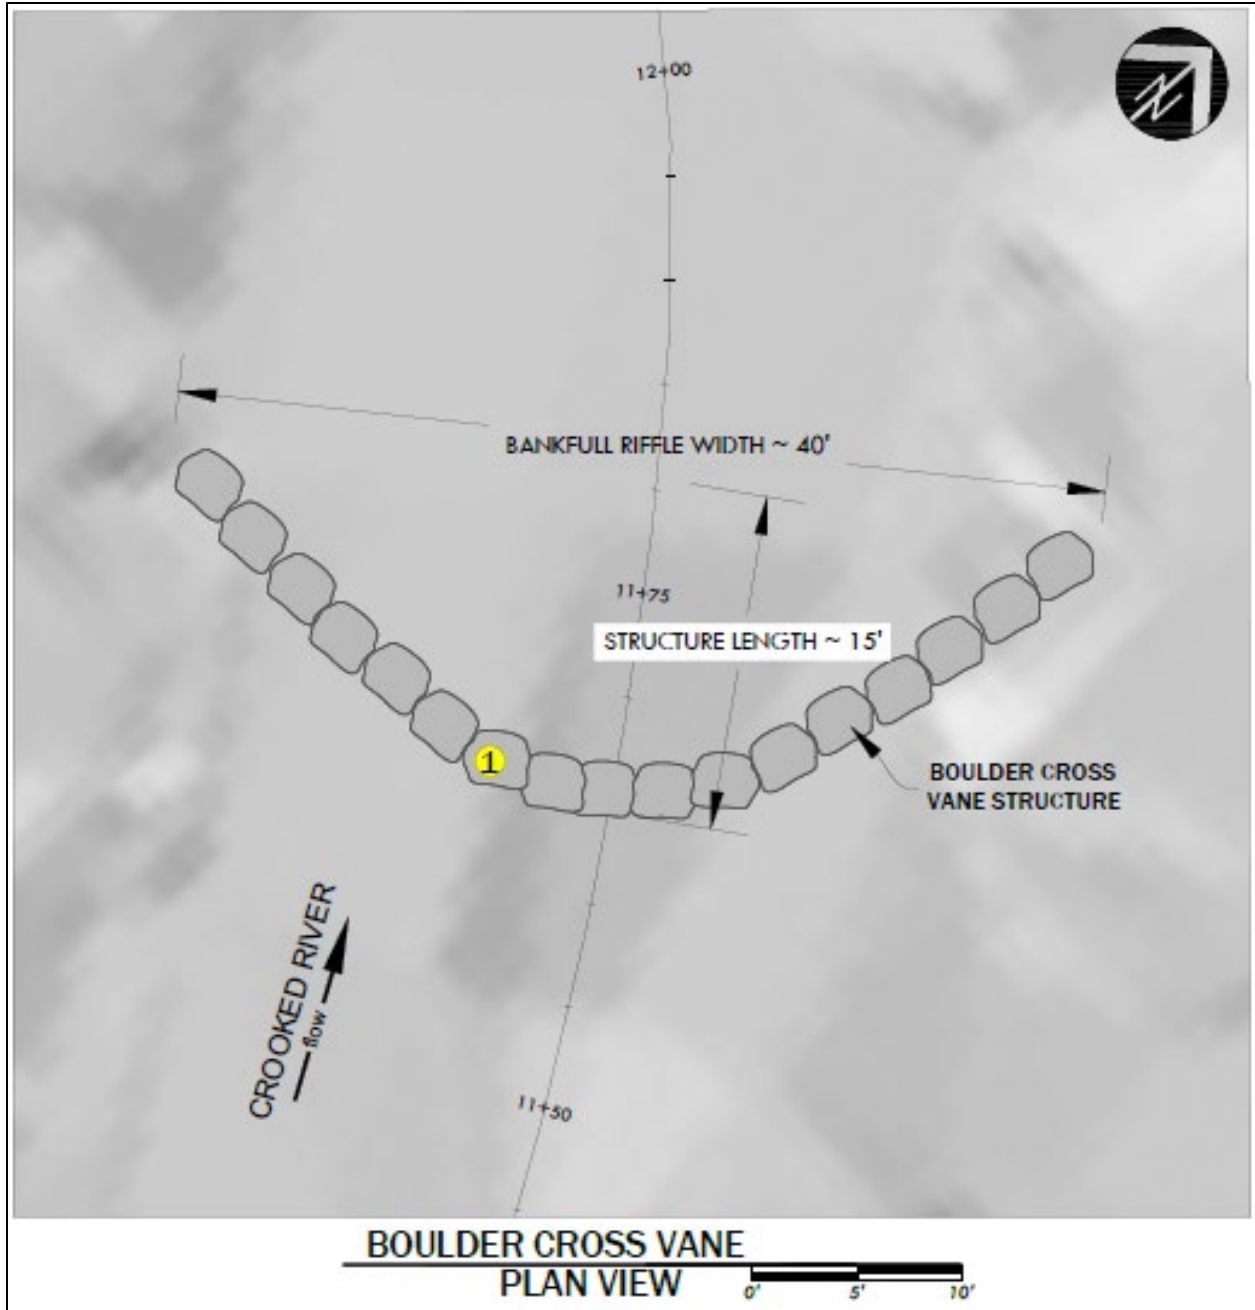 12+00
BANKFULL RIFFLE WIDTH ~ 40'
11+75
STRUCTURE LENGTH ~ 15'
BOULDER CROSS
VANE STRUCTURE
1
CROOKED RIVER
flow
11+50
BOULDER CROSS VANE
PLAN VIEW
0' 5' 10'
N